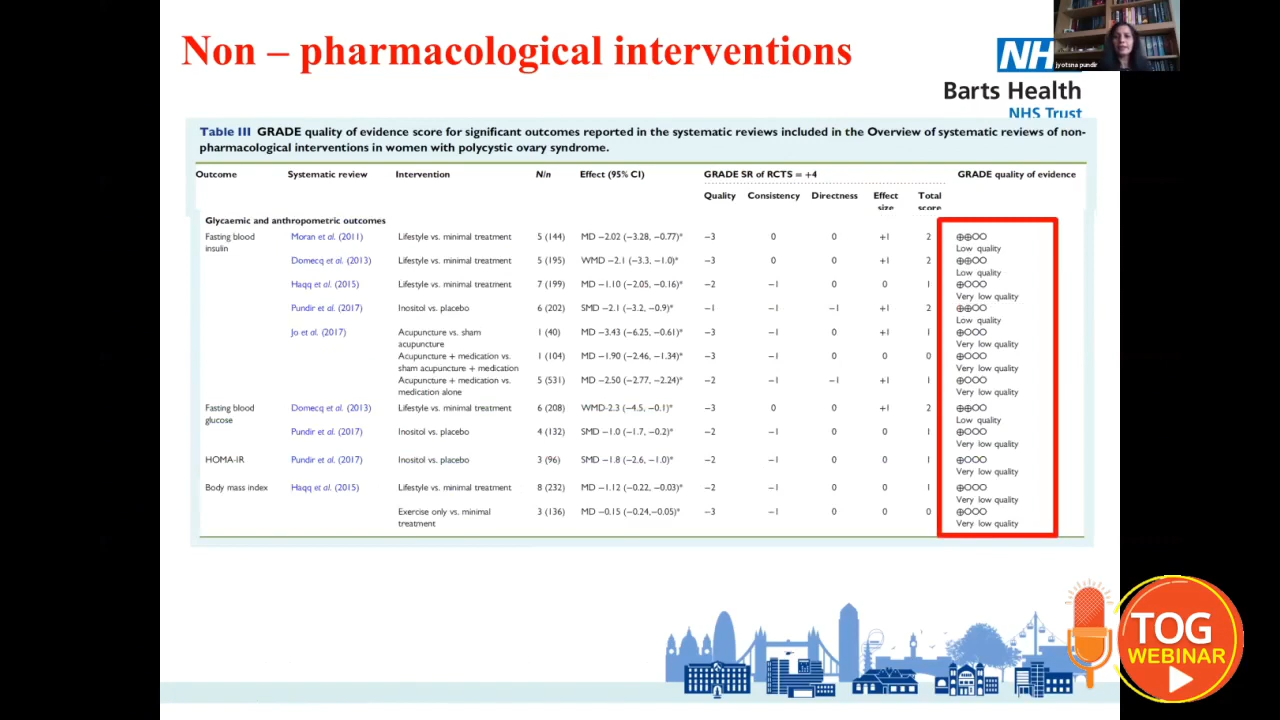 Non – pharmacological interventions
NH
jyotsna pundir
Barts Health
NHS Trust
Table III GRADE quality of evidence score for significant outcomes reported in the systematic reviews included in the Overview of systematic reviews of non-
pharmacological interventions in women with polycystic ovary syndrome.
Outcome Systematic review Intervention N/n Effect (95% CI) GRADE SR of RCTS = +4 GRADE quality of evidence
Quality Consistency Directness Effect size Total score
Glycaemic and anthropometric outcomes
Fasting blood insulin Moran et al. (2011) Lifestyle vs. minimal treatment 5 (144) MD −2.02 (−3.28, −0.77)* −3 0 0 +1 2 ⊕⊕OO
Low quality
Domecq et al. (2013) Lifestyle vs. minimal treatment 5 (195) WMD −2.1 (−3.3, −1.0)* −3 0 0 +1 2 ⊕⊕OO
Low quality
Haqq et al. (2015) Lifestyle vs. minimal treatment 7 (199) MD −1.10 (−2.05, −0.16)* −2 −1 0 0 1 ⊕OOO
Very low quality
Pundir et al. (2017) Inositol vs. placebo 6 (202) SMD −2.1 (−3.2, −0.9)* −1 −1 −1 +1 2 ⊕⊕OO
Low quality
Jo et al. (2017) Acupuncture vs. sham acupuncture 1 (40) MD −3.43 (−6.25, −0.61)* −3 −1 0 +1 1 ⊕OOO
Very low quality
Acupuncture + medication vs. sham acupuncture + medication 1 (104) MD −1.90 (−2.46, −1.34)* −3 −1 0 0 0 ⊕OOO
Very low quality
Acupuncture + medication vs. medication alone 5 (531) MD −2.50 (−2.77, −2.24)* −2 −1 −1 +1 1 ⊕OOO
Very low quality
Fasting blood glucose Domecq et al. (2013) Lifestyle vs. minimal treatment 6 (208) WMD-2.3 (−4.5, −0.1)* −3 0 0 +1 2 ⊕⊕OO
Low quality
Pundir et al. (2017) Inositol vs. placebo 4 (132) SMD −1.0 (−1.7, −0.2)* −2 −1 0 0 1 ⊕OOO
Very low quality
HOMA-IR Pundir et al. (2017) Inositol vs. placebo 3 (96) SMD −1.8 (−2.6, −1.0)* −2 −1 0 0 1 ⊕OOO
Very low quality
Body mass index Haqq et al. (2015) Lifestyle vs. minimal treatment 8 (232) MD −1.12 (−0.22, −0.03)* −2 −1 0 0 1 ⊕OOO
Very low quality
Exercise only vs. minimal treatment 3 (136) MD −0.15 (−0.24,−0.05)* −3 −1 0 0 0 ⊕OOO
Very low quality
TOG
WEBINAR